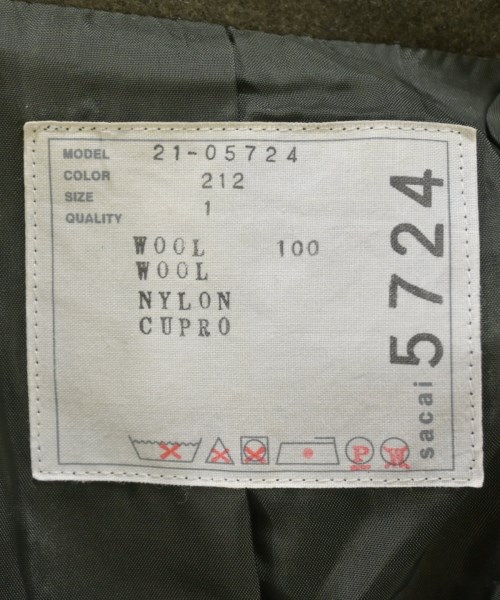 MODEL 21-05724
COLOR 212
SIZE 1
QUALITY
WOOL 100
WOOL
NYLON
CUPRO
sacai 5724
P
W